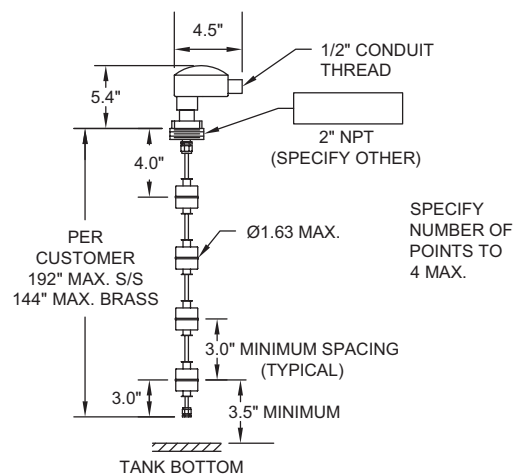 4.5"
1/2" CONDUIT
THREAD
5.4"
2" NPT
(SPECIFY OTHER)
4.0"
PER
CUSTOMER
192" MAX. S/S
144" MAX. BRASS
Ø1.63 MAX.
SPECIFY
NUMBER OF
POINTS TO
4 MAX.
3.0" MINIMUM SPACING
(TYPICAL)
3.0"
3.5" MINIMUM
TANK BOTTOM